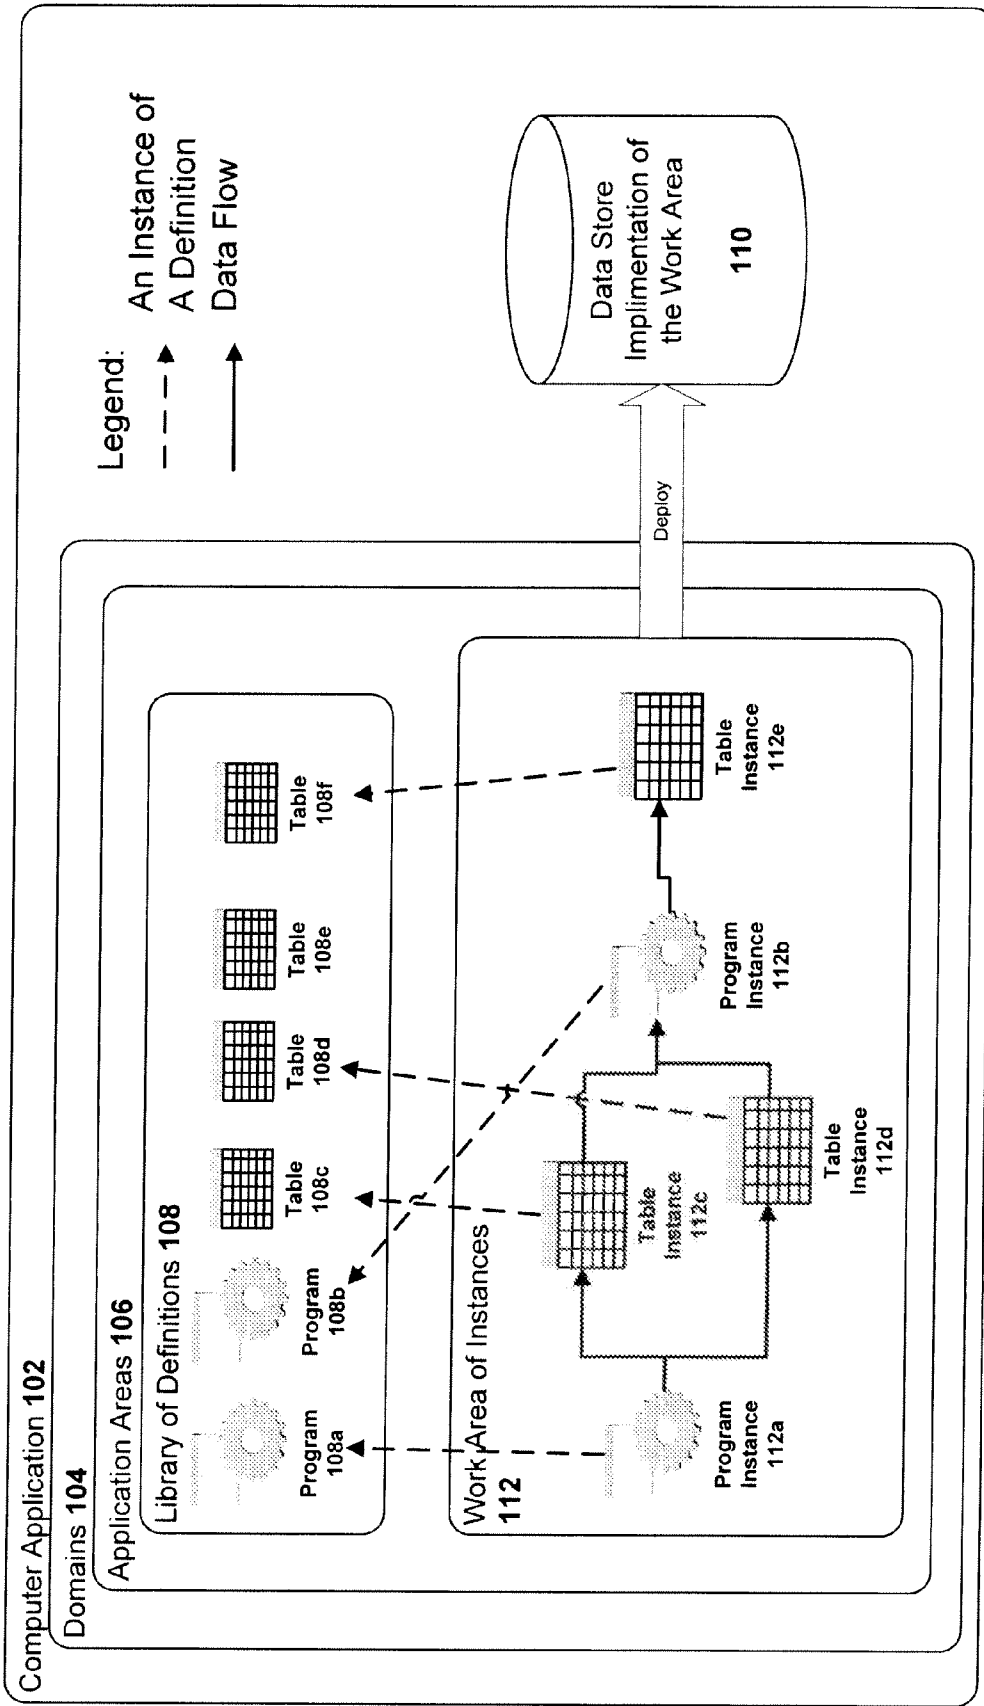 Computer Application 102
Domains 104
Application Areas 106
Library of Definitions 108
Program
108a
Program
108b
Table
108c
Table
108d
Table
108e
Table
108f
Work Area of Instances
112
Program
Instance
112a
Table
Instance
112c
Table
Instance
112d
Program
Instance
112b
Table
Instance
112e
Deploy
Legend:
An Instance of
A Definition
Data Flow
Data Store
Implimentation of
the Work Area
110